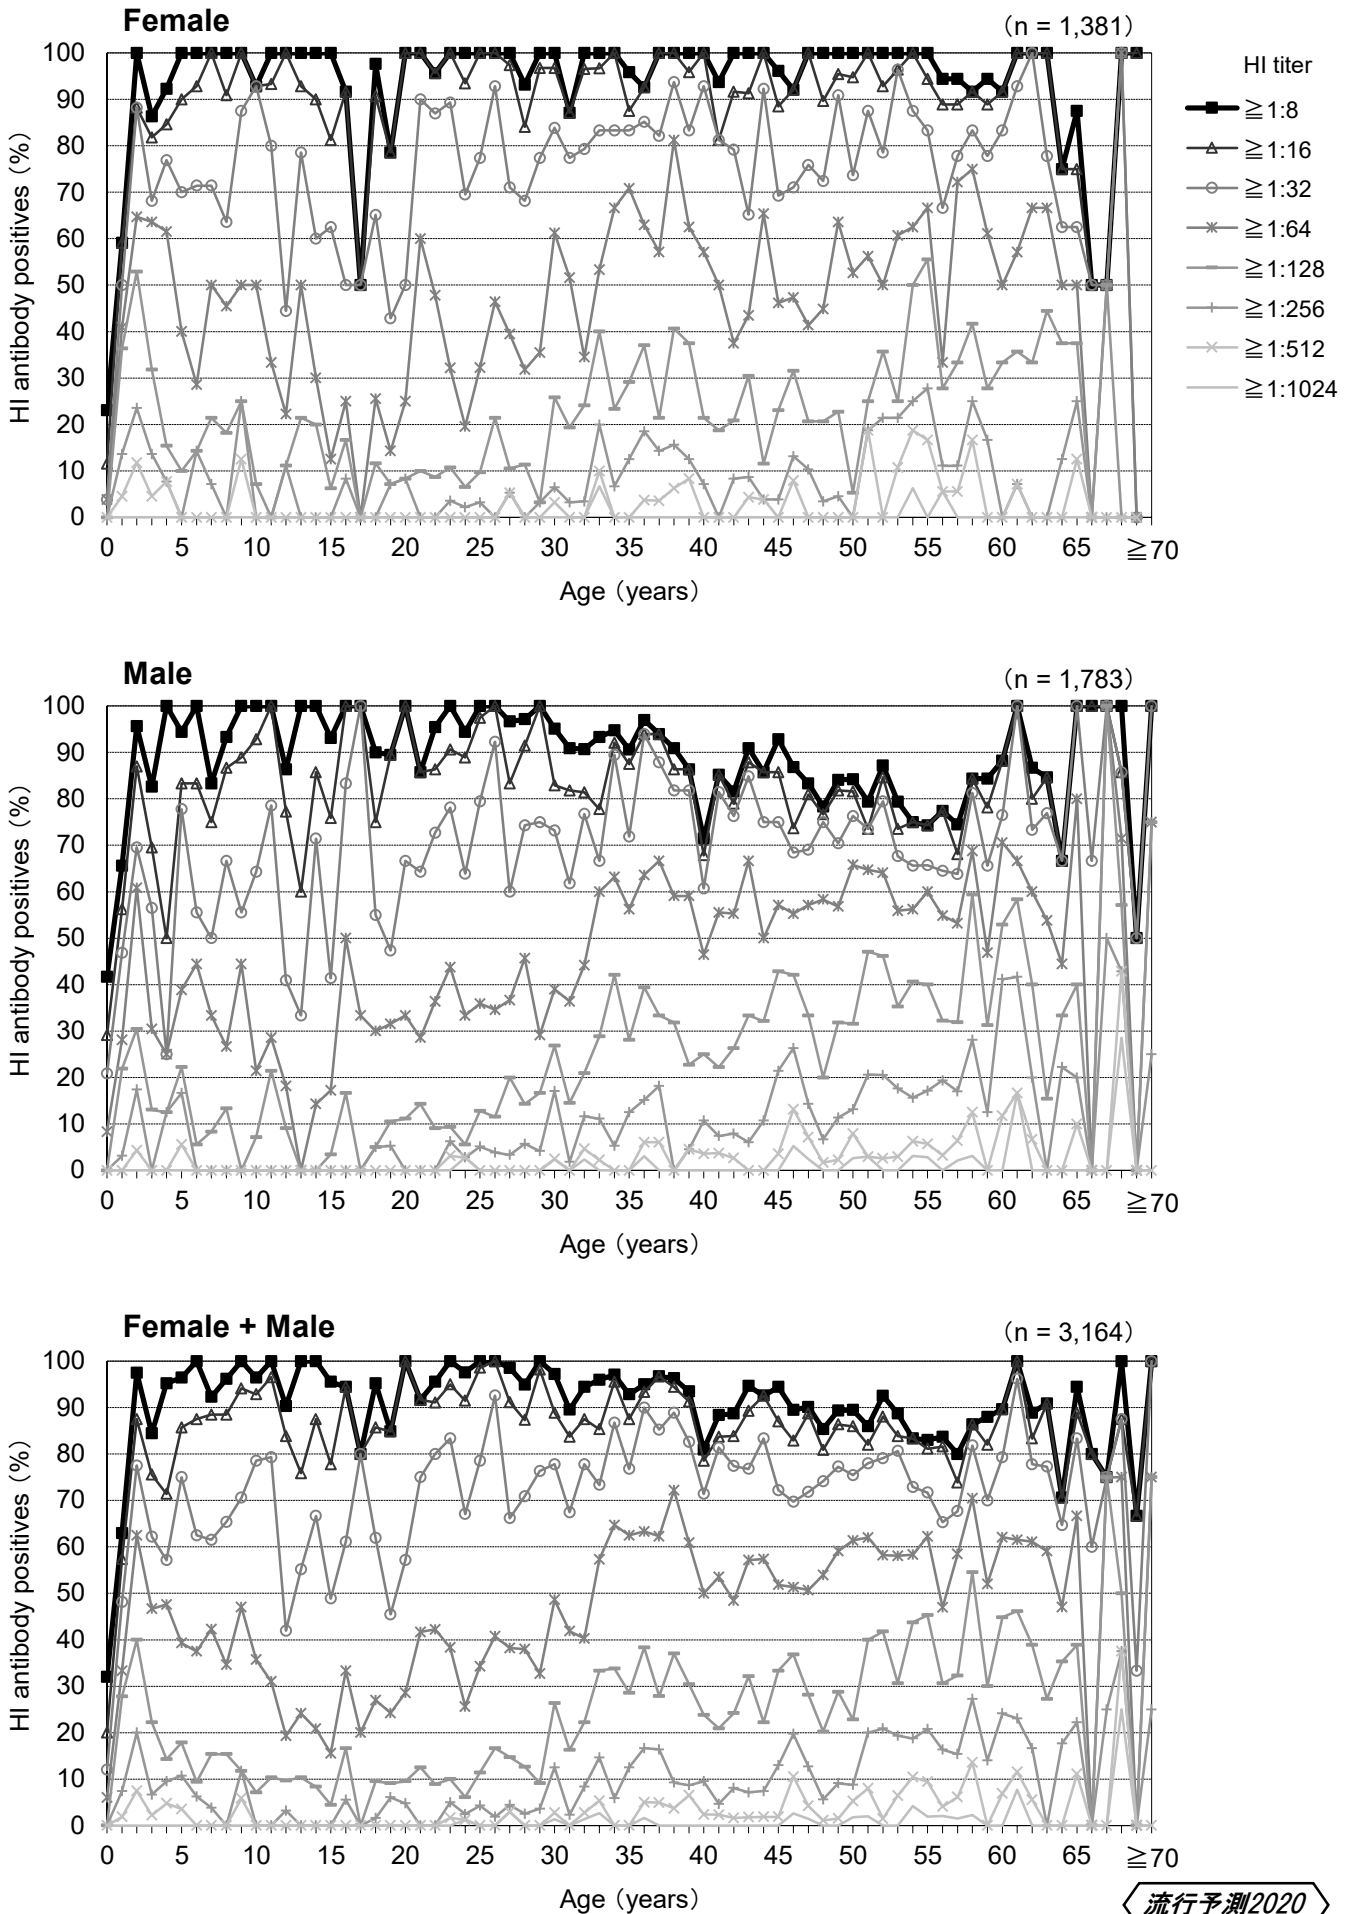 Female
(n = 1,381)
HI titer
≧1:8
≧1:16
≧1:32
≧1:64
≧1:128
≧1:256
≧1:512
≧1:1024
HI antibody positives (%)
100
90
80
70
60
50
40
30
20
10
0
0 5 10 15 20 25 30 35 40 45 50 55 60 65 ≧70
Age (years)
Male
(n = 1,783)
HI antibody positives (%)
100
90
80
70
60
50
40
30
20
10
0
0 5 10 15 20 25 30 35 40 45 50 55 60 65 ≧70
Age (years)
Female + Male
(n = 3,164)
HI antibody positives (%)
100
90
80
70
60
50
40
30
20
10
0
0 5 10 15 20 25 30 35 40 45 50 55 60 65 ≧70
Age (years)
流行予測2020